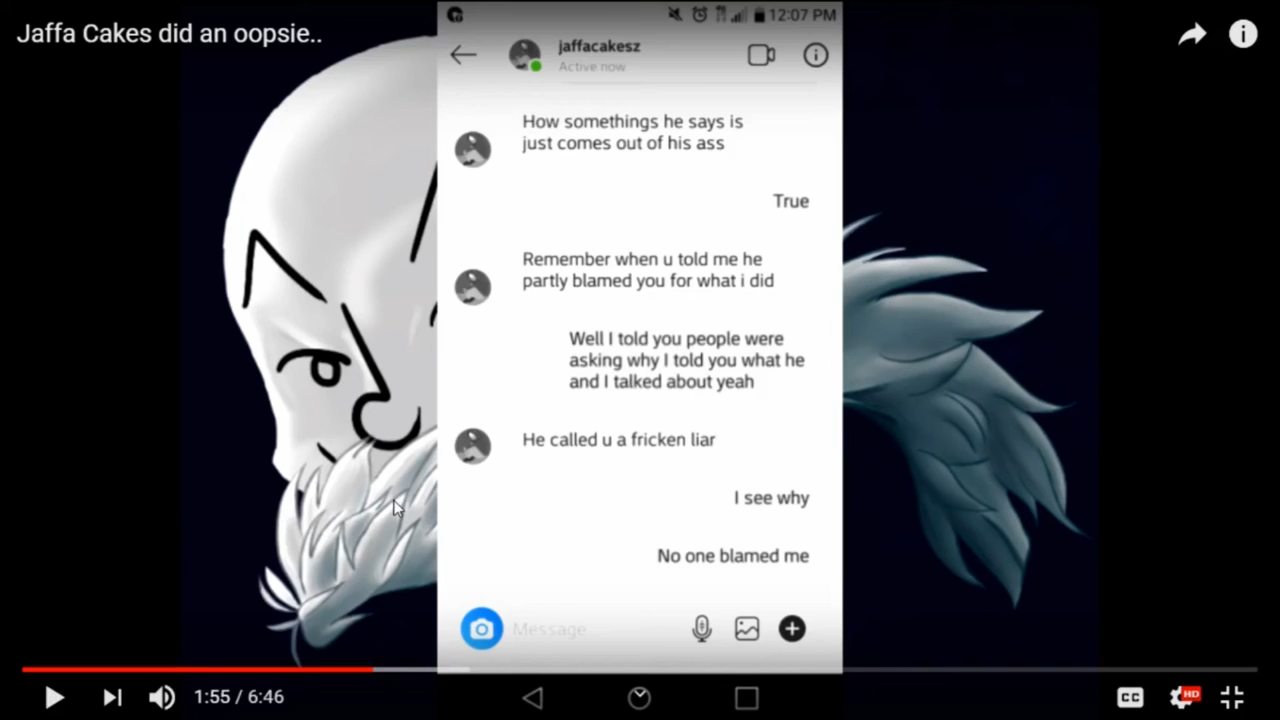 Jaffa Cakes did an oopsie..
12:07 PM
jaffacakesz
Active now
How somethings he says is
just comes out of his ass
True
Remember when u told me he
partly blamed you for what i did
Well I told you people were
asking why I told you what he
and I talked about yeah
He called u a fricken liar
I see why
No one blamed me
Message
1:55 / 6:46
CC
HD